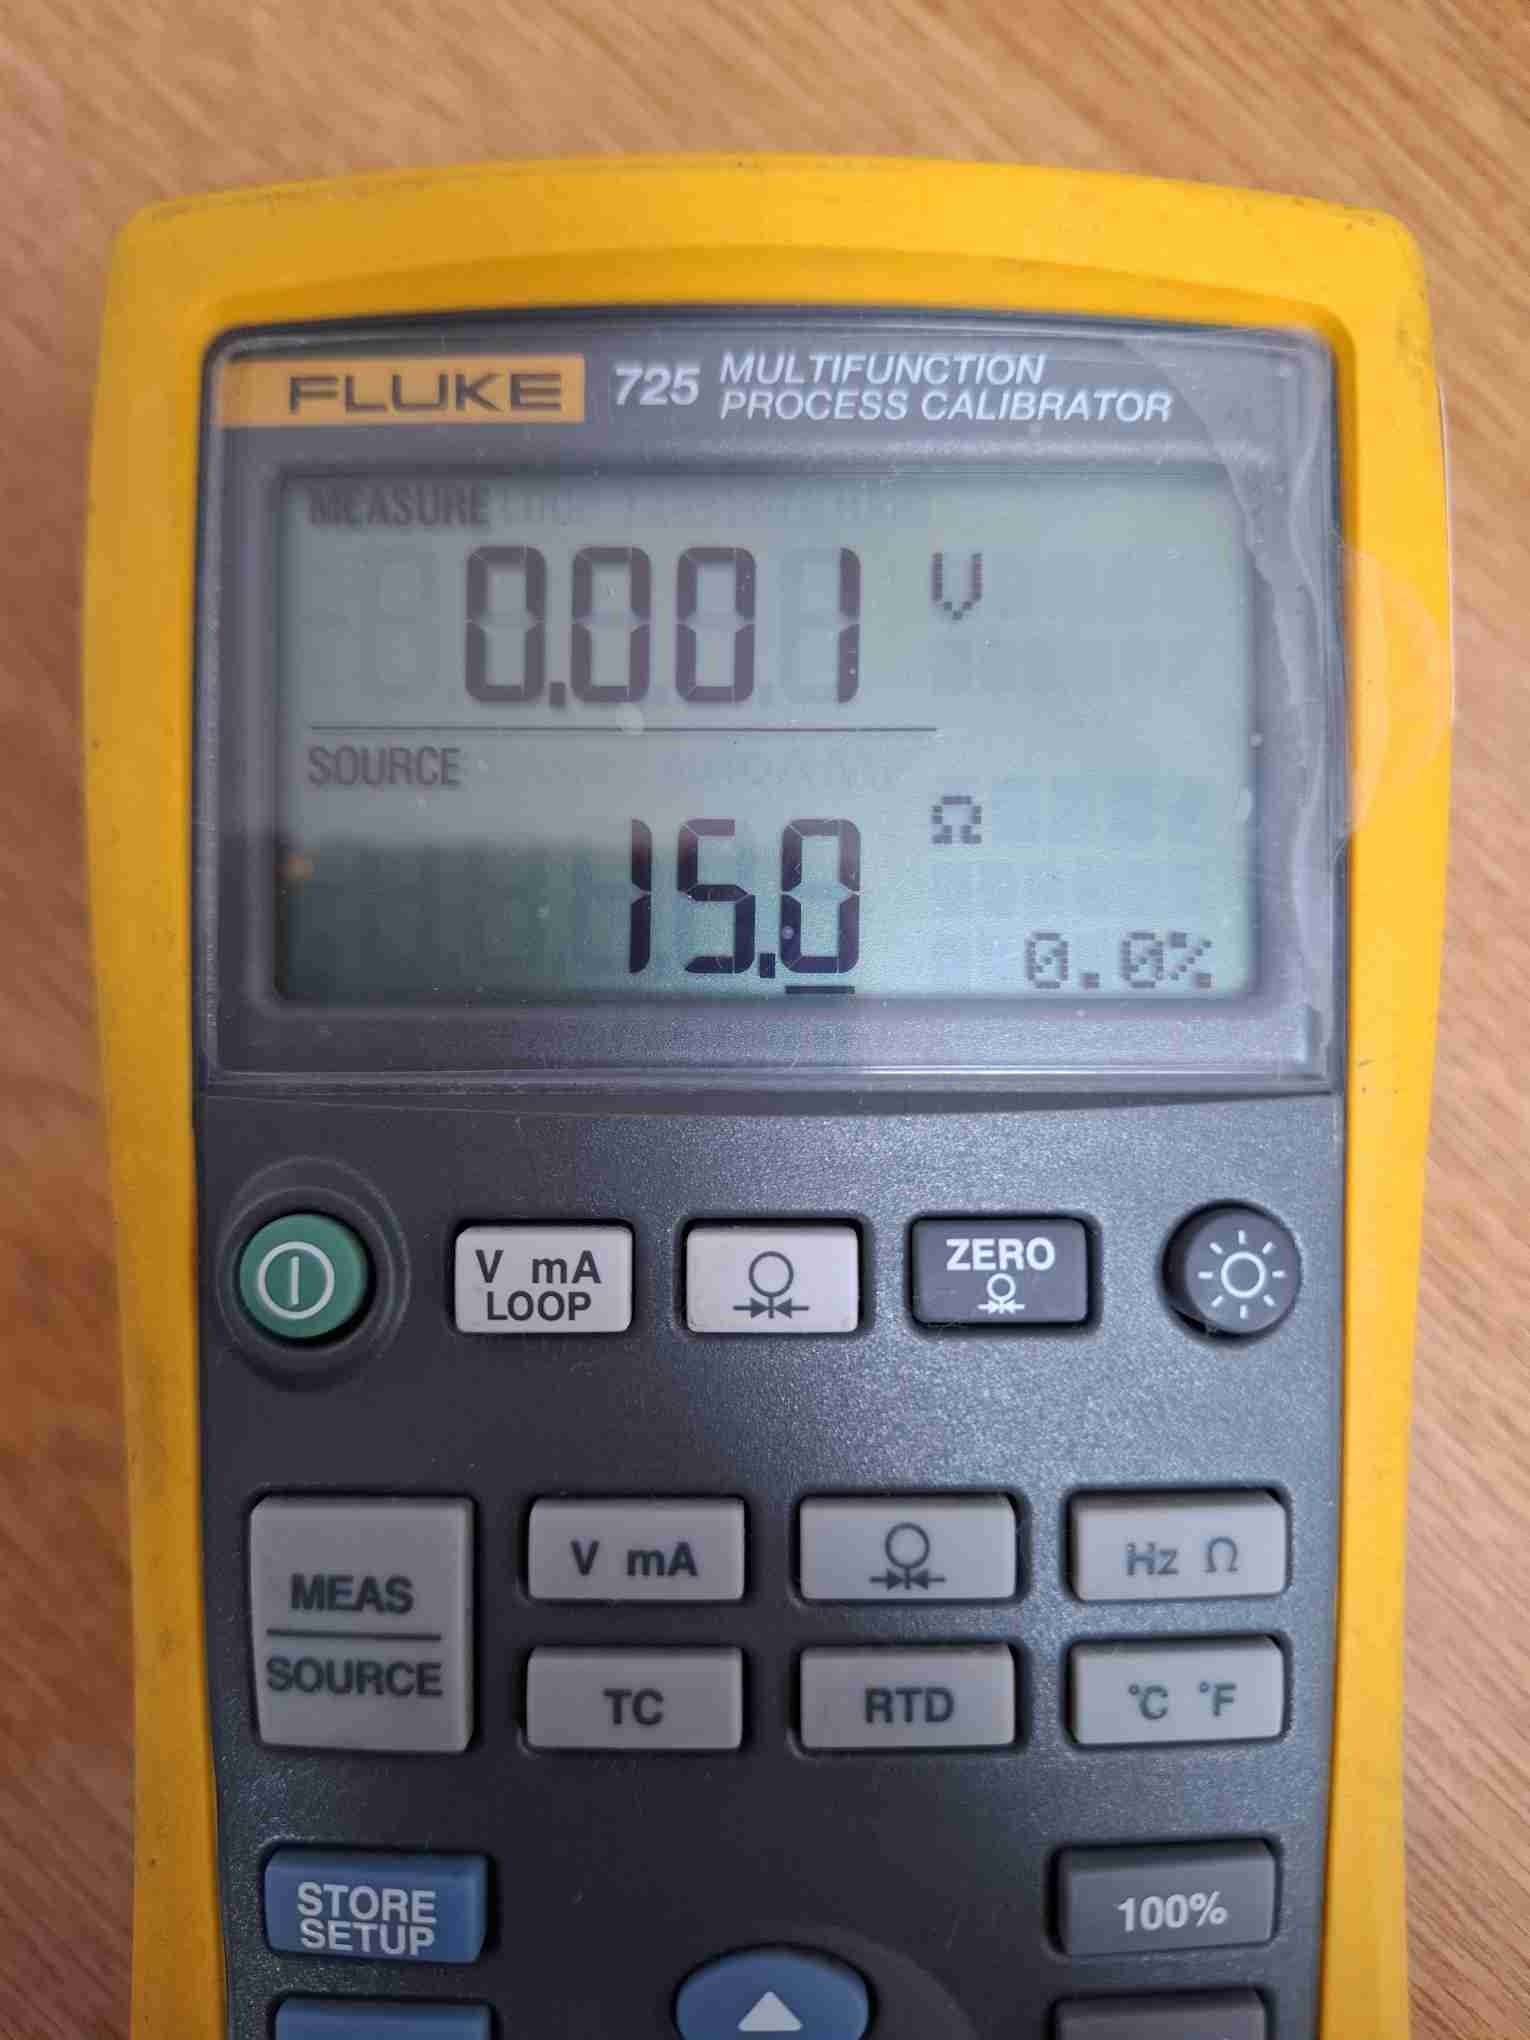 FLUKE 725 MULTIFUNCTION
PROCESS CALIBRATOR
MEASURE
0.001 V
SOURCE
15.0 Ω
0.0%
V mA
LOOP
ZERO
MEAS
SOURCE
V mA
Hz Ω
TC
RTD
°C °F
STORE
SETUP
100%